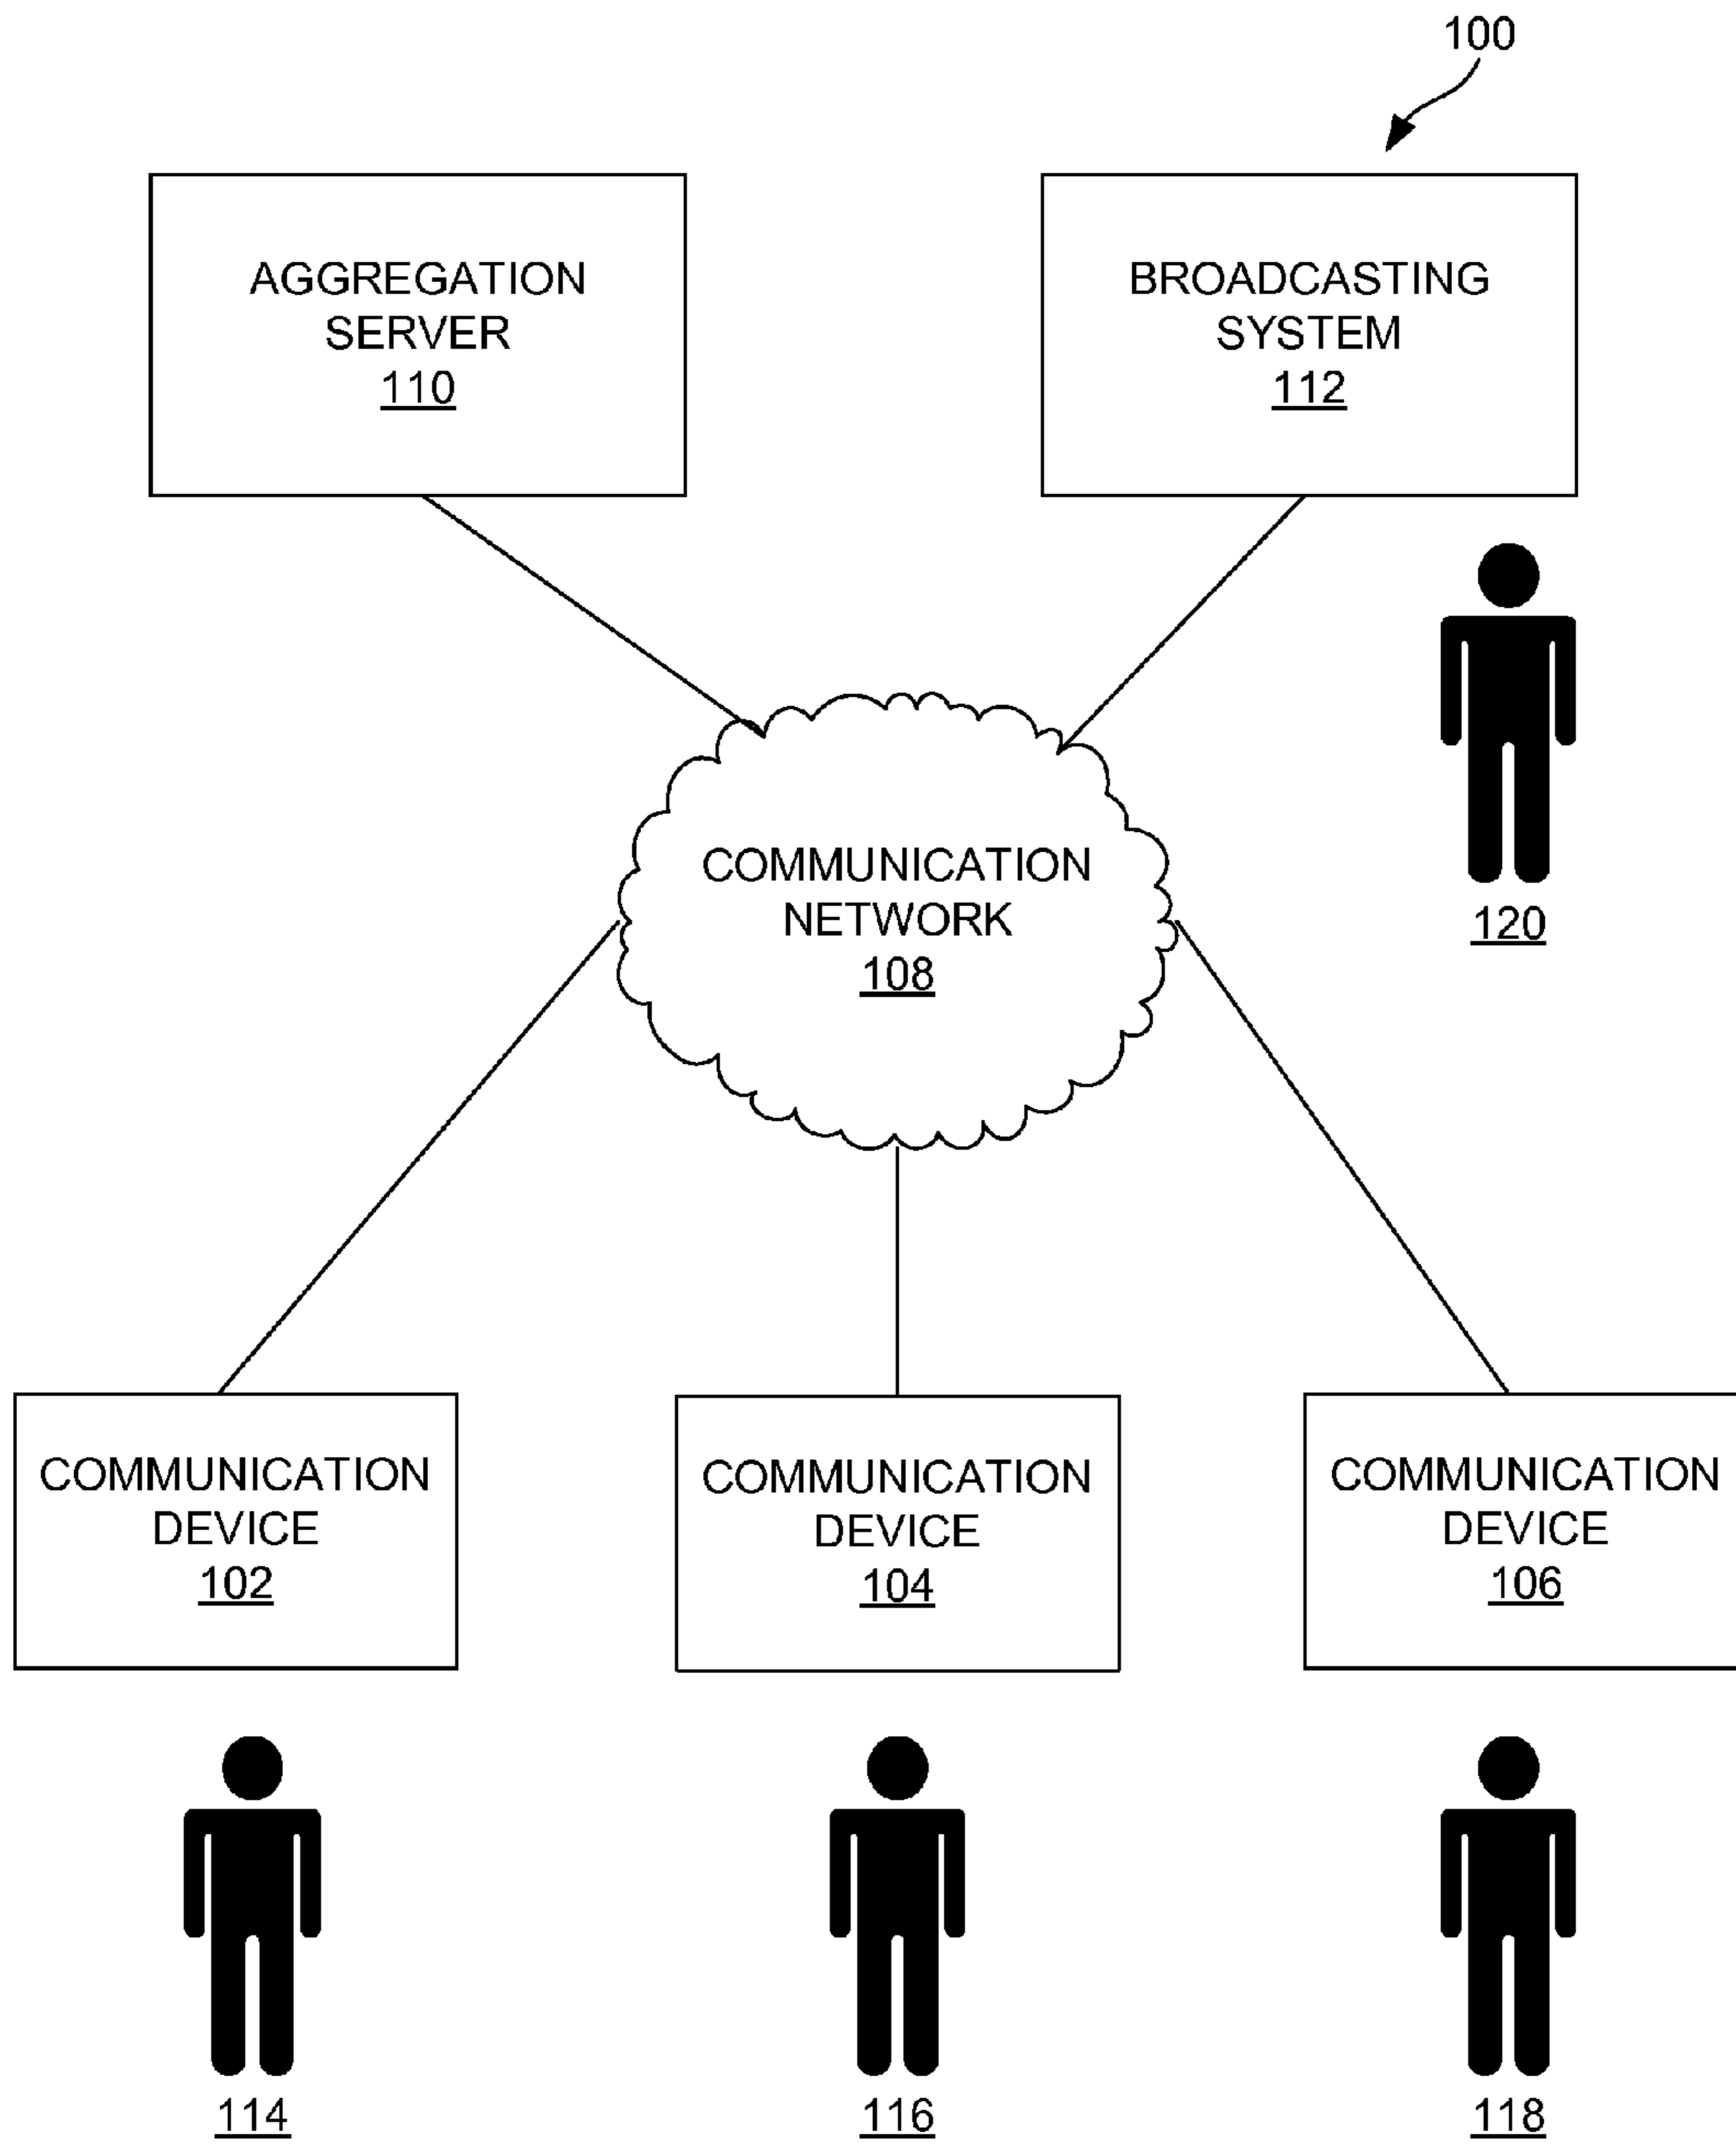 100
AGGREGATION
SERVER
110
BROADCASTING
SYSTEM
112
COMMUNICATION
NETWORK
108
120
COMMUNICATION
DEVICE
102
COMMUNICATION
DEVICE
104
COMMUNICATION
DEVICE
106
114
116
118